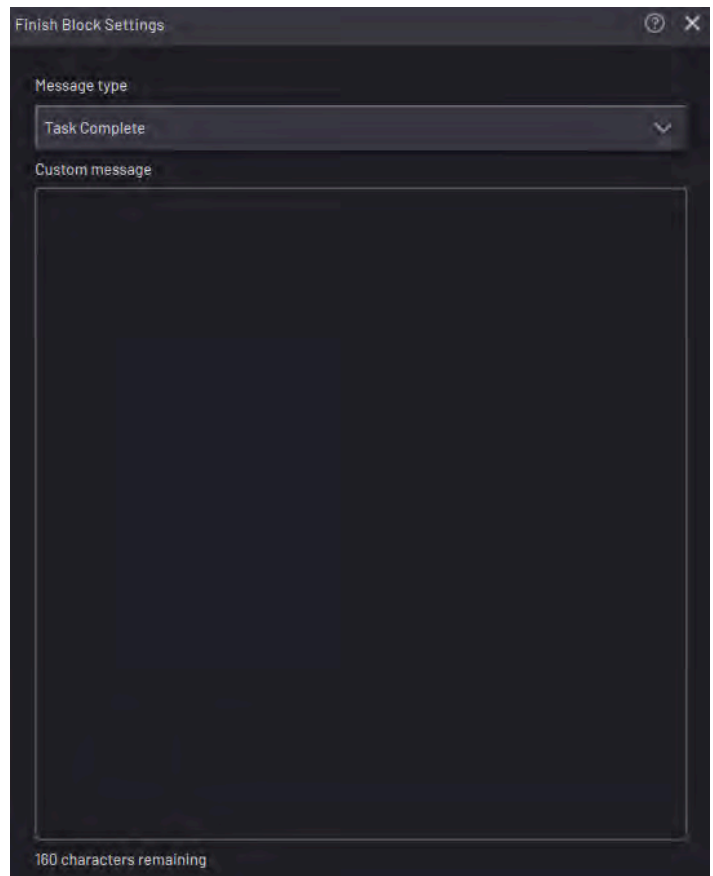 Finish Block Settings
Message type
Task Complete
Custom message
160 characters remaining